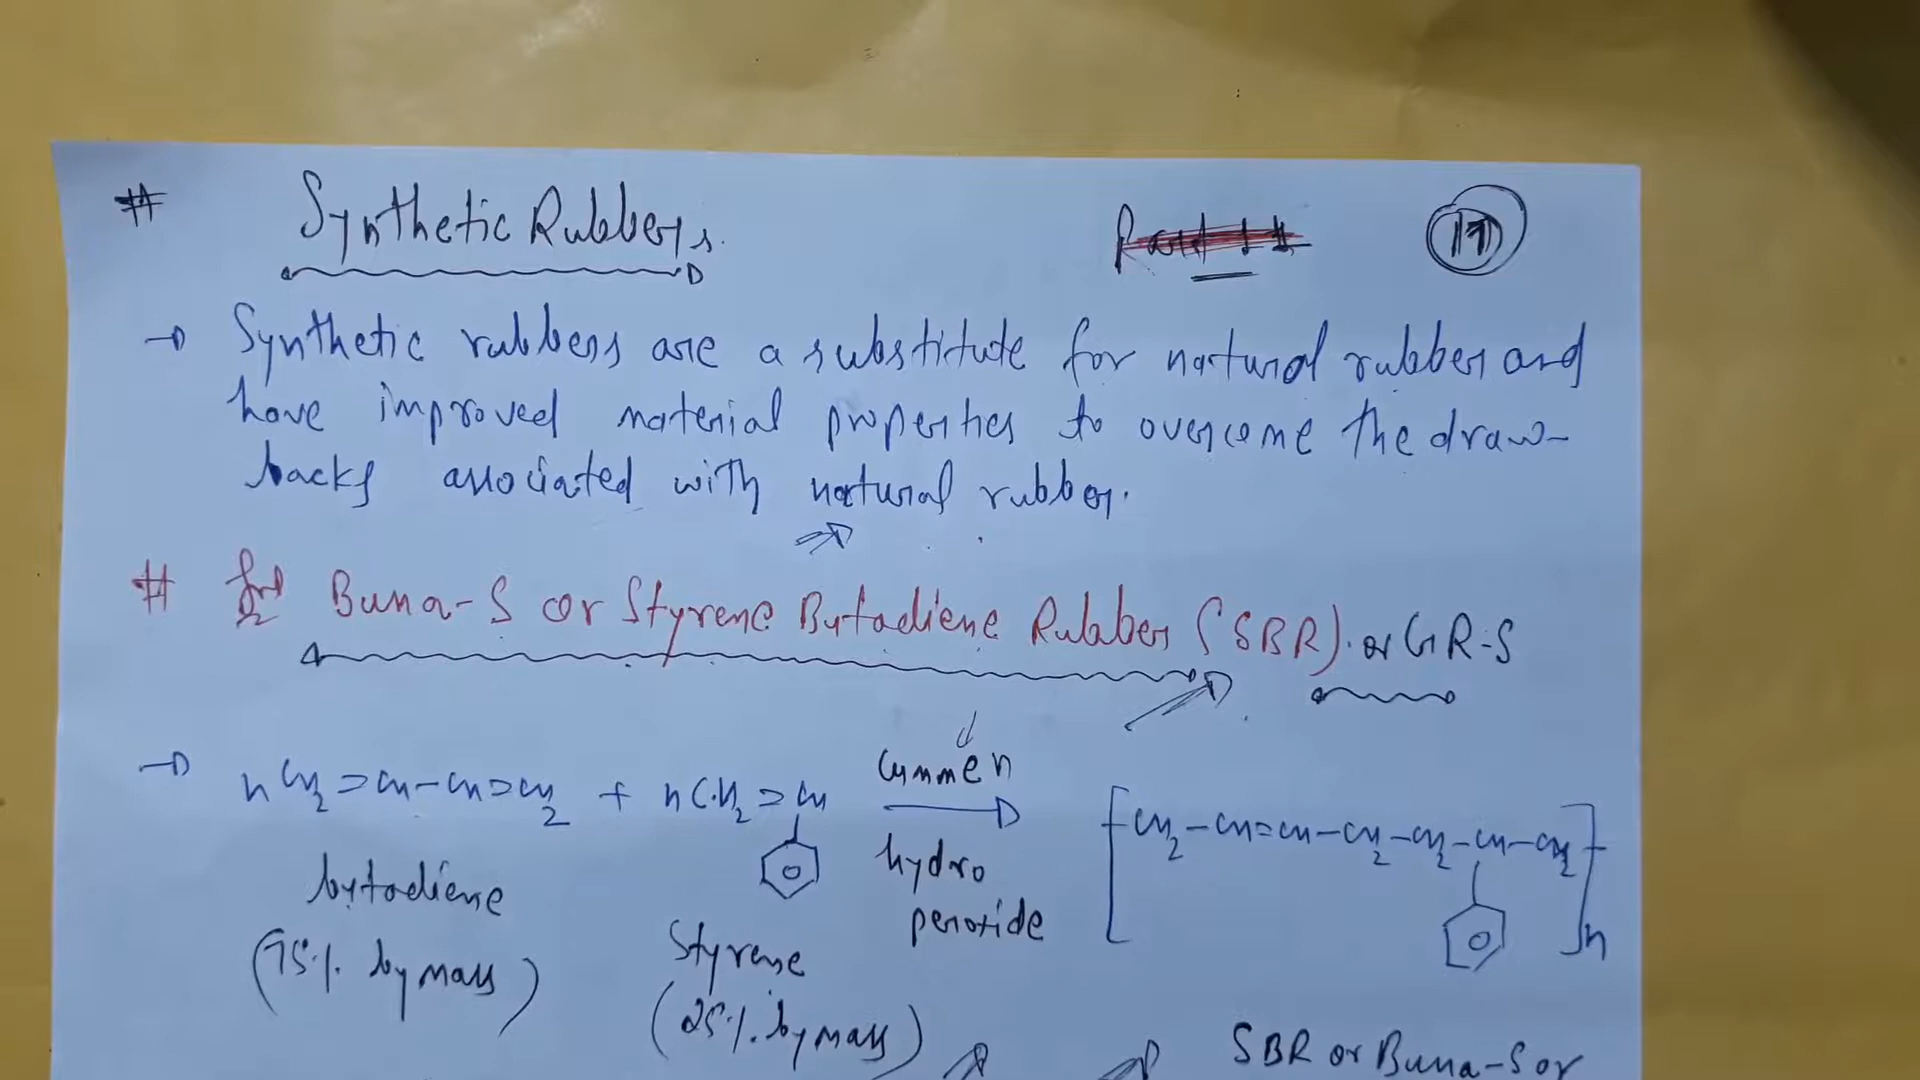 # Synthetic Rubbers.
17
→ Synthetic rubbers are a substitute for natural rubber and
have improved material properties to overcome the draw-
backs associated with natural rubber.
# Buna-S or Styrene Butadiene Rubber (SBR). or GR-S
→ nCH2=CH-CH=CH2 + nCH2=CH Cummen [CH2-CH=CH-CH2-CH2-CH-CH2]n
hydro
butadiene peroxide
(75% by mass) Styrene
(25% by mass)
SBR or Buna-S or